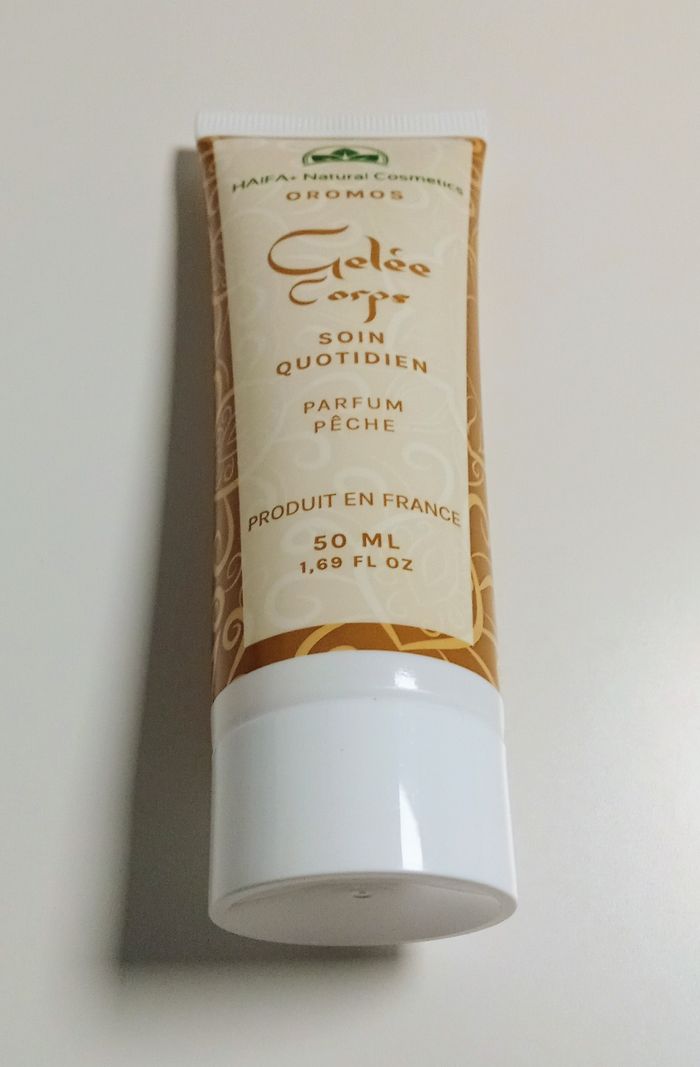 HAIFA+ Natural Cosmetics
OROMOS
Gelée
Corps
SOIN
QUOTIDIEN
PARFUM
PÊCHE
PRODUIT EN FRANCE
50 ML
1,69 FL OZ